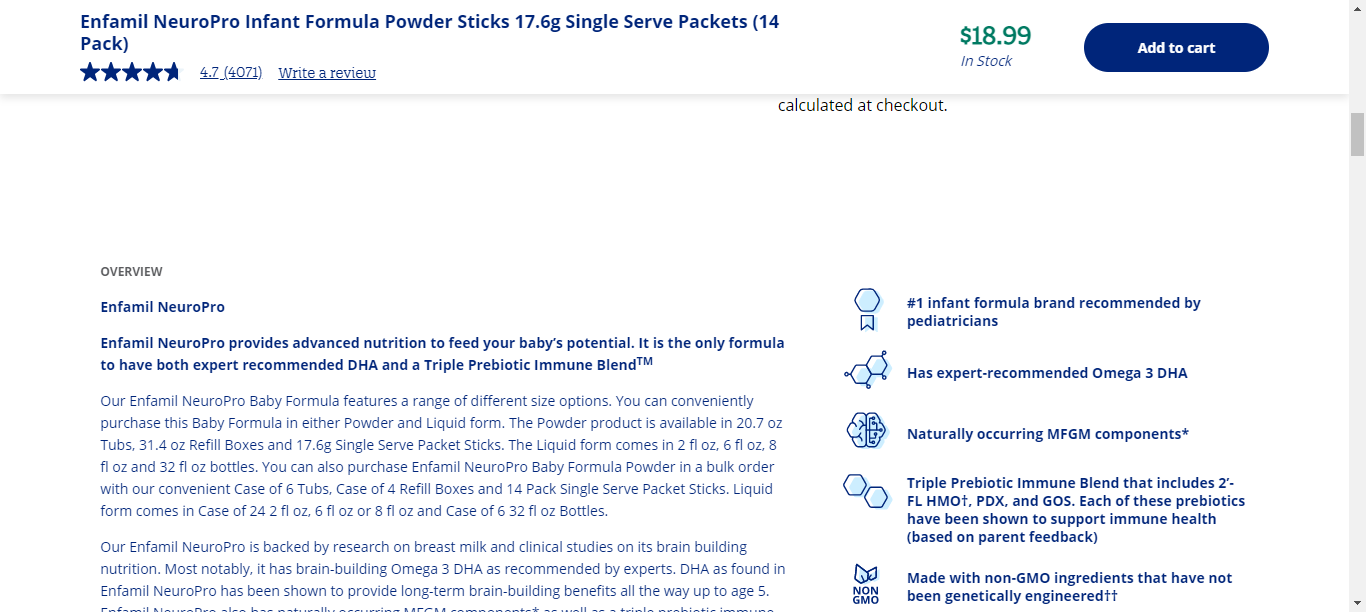 Enfamil NeuroPro Infant Formula Powder Sticks 17.6g Single Serve Packets (14
Pack)
4.7 (4071) Write a review
$18.99
In Stock
Add to cart
calculated at checkout.
OVERVIEW
Enfamil NeuroPro
Enfamil NeuroPro provides advanced nutrition to feed your baby’s potential. It is the only formula
to have both expert recommended DHA and a Triple Prebiotic Immune Blend™
Our Enfamil NeuroPro Baby Formula features a range of different size options. You can conveniently
purchase this Baby Formula in either Powder and Liquid form. The Powder product is available in 20.7 oz
Tubs, 31.4 oz Refill Boxes and 17.6g Single Serve Packet Sticks. The Liquid form comes in 2 fl oz, 6 fl oz, 8
fl oz and 32 fl oz bottles. You can also purchase Enfamil NeuroPro Baby Formula Powder in a bulk order
with our convenient Case of 6 Tubs, Case of 4 Refill Boxes and 14 Pack Single Serve Packet Sticks. Liquid
form comes in Case of 24 2 fl oz, 6 fl oz or 8 fl oz and Case of 6 32 fl oz Bottles.
Our Enfamil NeuroPro is backed by research on breast milk and clinical studies on its brain building
nutrition. Most notably, it has brain-building Omega 3 DHA as recommended by experts. DHA as found in
Enfamil NeuroPro has been shown to provide long-term brain-building benefits all the way up to age 5.
Enfamil NeuroPro also has naturally occurring MFGM components* as well as a triple prebiotic immune
#1 infant formula brand recommended by
pediatricians
Has expert-recommended Omega 3 DHA
Naturally occurring MFGM components*
Triple Prebiotic Immune Blend that includes 2’-
FL HMO†, PDX, and GOS. Each of these prebiotics
have been shown to support immune health
(based on parent feedback)
NON
GMO
Made with non-GMO ingredients that have not
been genetically engineered††